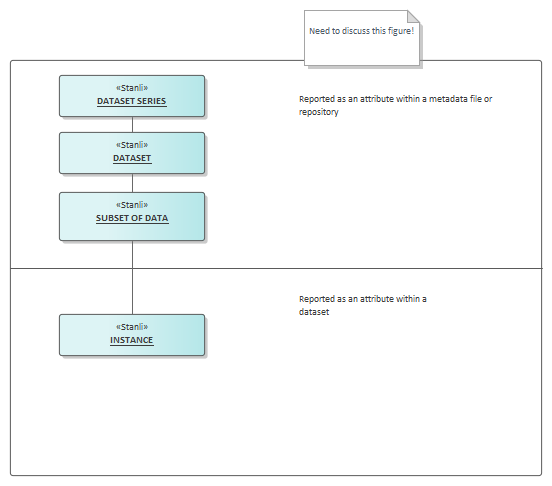 Need to discuss this figure!
«Stanli»
DATASET SERIES
Reported as an attribute within a metadata file or
repository
«Stanli»
DATASET
«Stanli»
SUBSET OF DATA
Reported as an attribute within a
dataset
«Stanli»
INSTANCE